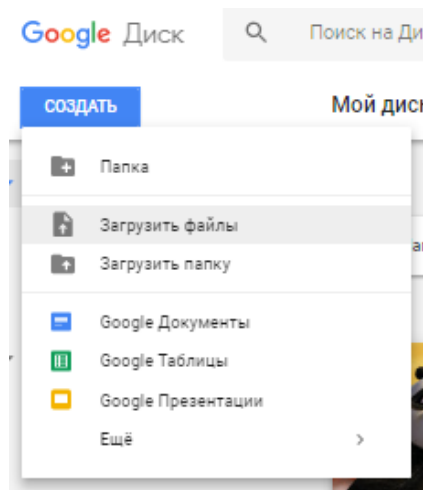 Google Диск
Поиск на Ди
СОЗДАТЬ
Мой диск
Папка
Загрузить файлы
Загрузить папку
Google Документы
Google Таблицы
Google Презентации
Ещё